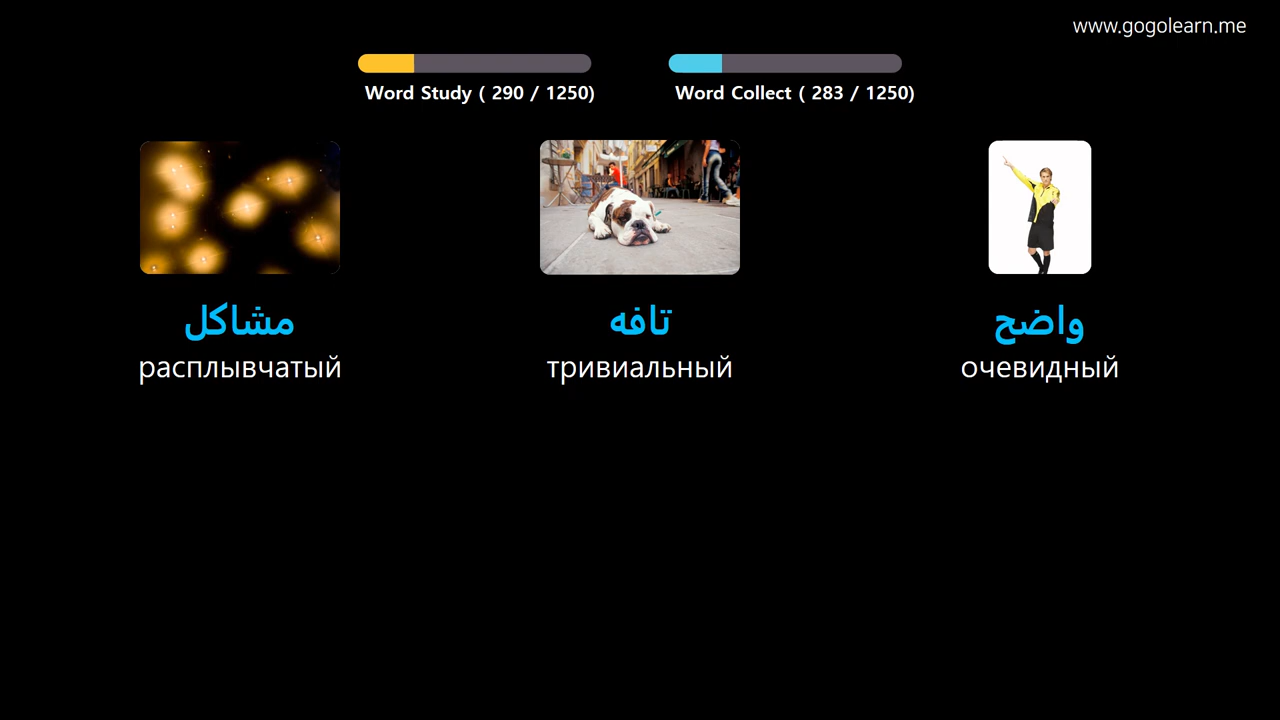 www.gogolearn.me
Word Study ( 290 / 1250)
Word Collect ( 283 / 1250)
مشاكل
расплывчатый
تافه
тривиальный
واضح
очевидный